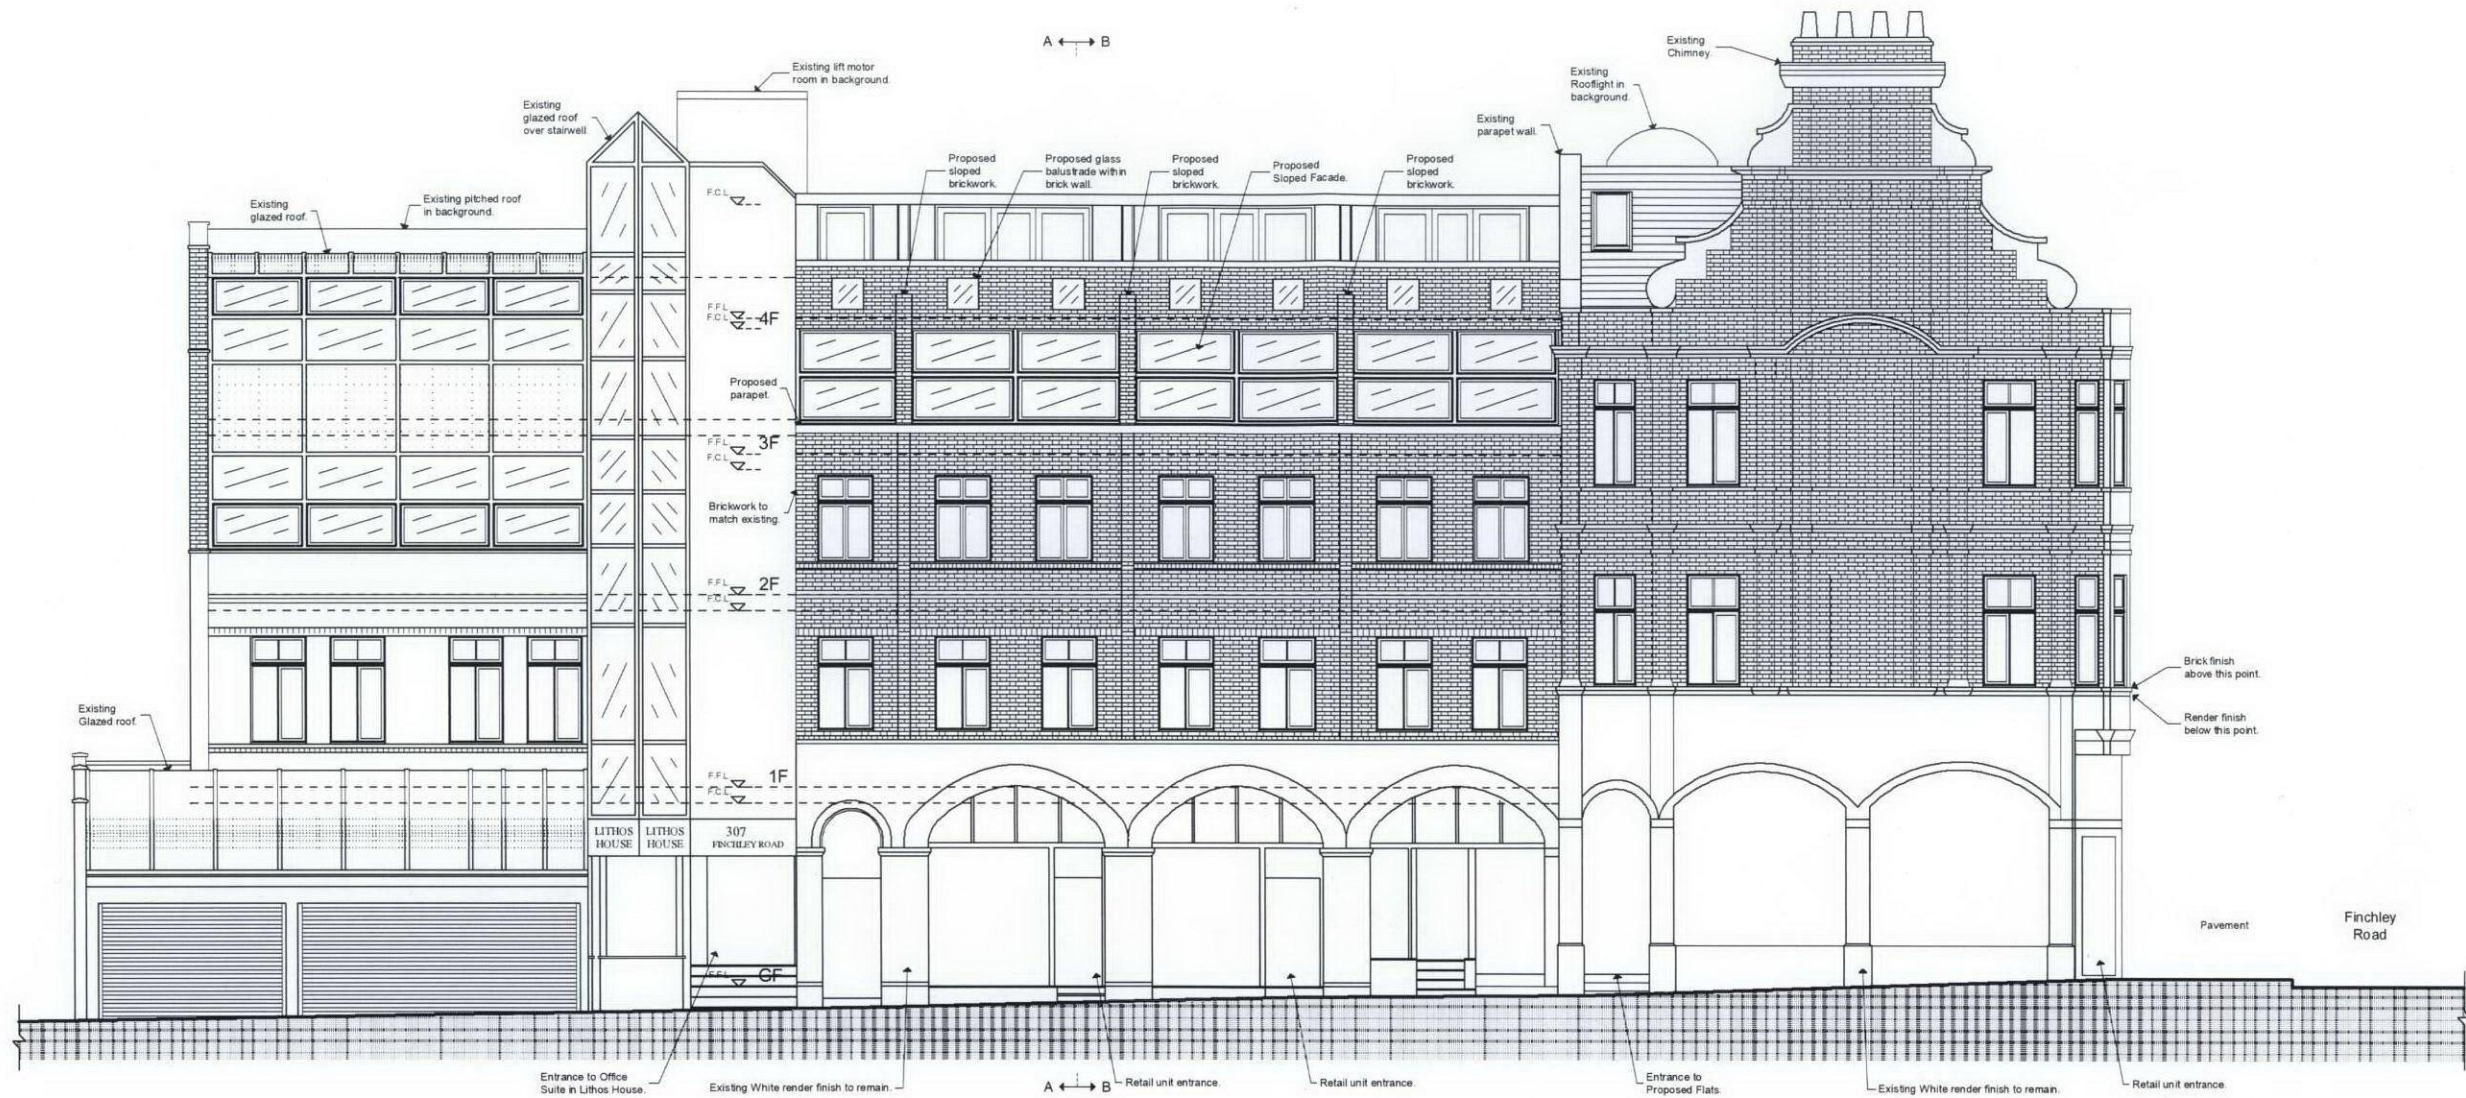 A B
Existing
Chimney.
Existing lift motor
room in background.
Existing
Rooflight in
background.
Existing
glazed roof
over stairwell
Existing
parapet wall.
Proposed
sloped
brickwork.
Proposed glass
balustrade within
brick wall.
Proposed
sloped
brickwork.
Proposed
Sloped Facade.
Proposed
sloped
brickwork.
Existing pitched roof
in background.
Existing
glazed roof.
F.C.L.
F.F.L.
F.C.L.
4F
Proposed
parapet.
F.F.L.
3F
F.C.L.
Brickwork to
match existing.
F.F.L.
2F
F.C.L.
Brick finish
above this point.
Render finish
below this point.
Existing
Glazed roof.
F.F.L.
1F
F.C.L.
LITHOS
HOUSE
LITHOS
HOUSE
307
FINCHLEY ROAD
Pavement
Finchley
Road
F.F.L.
GF
Entrance to Office
Suite in Lithos House.
Existing White render finish to remain.
A B
Retail unit entrance.
Retail unit entrance.
Entrance to
Proposed Flats.
Existing White render finish to remain.
Retail unit entrance.